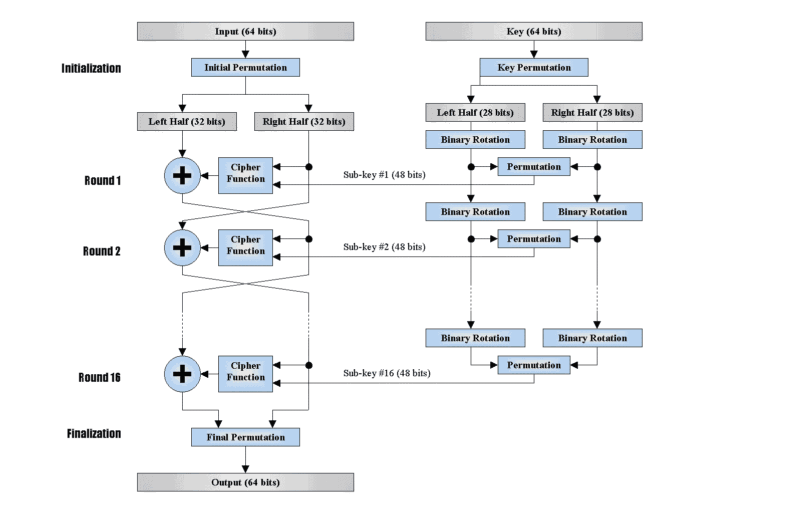 Input (64 bits)
Key (64 bits)
Initialization
Initial Permutation
Key Permutation
Left Half (32 bits)
Right Half (32 bits)
Left Half (28 bits)
Right Half (28 bits)
Binary Rotation
Binary Rotation
Round 1
+
Cipher
Function
Sub-key #1 (48 bits)
Permutation
Binary Rotation
Binary Rotation
Round 2
+
Cipher
Function
Sub-key #2 (48 bits)
Permutation
Binary Rotation
Binary Rotation
Round 16
+
Cipher
Function
Sub-key #16 (48 bits)
Permutation
Finalization
Final Permutation
Output (64 bits)